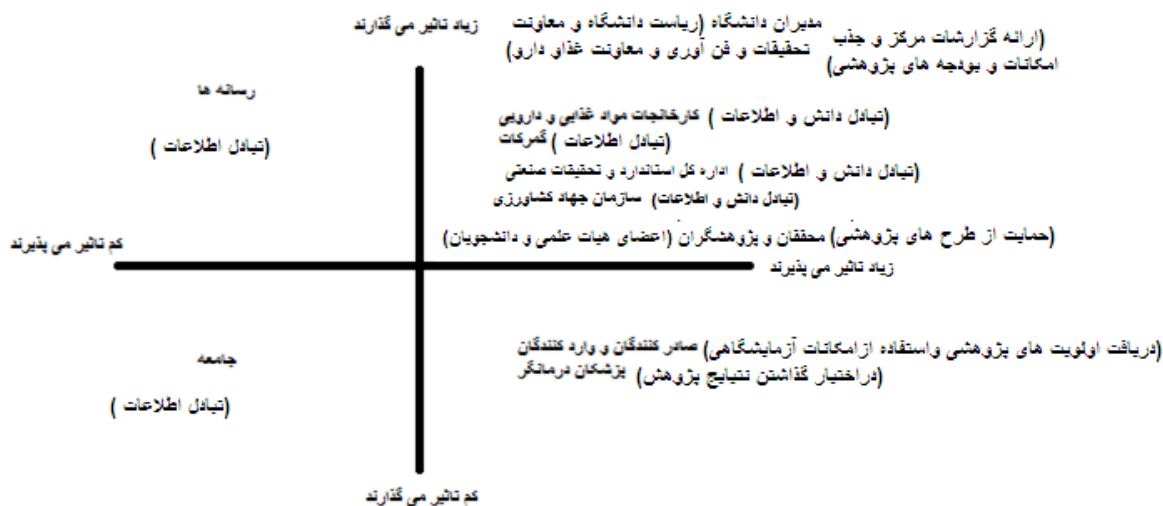 زیاد تاثیر می گذارند
مدیران دانشگاه (ریاست دانشگاه و معاونت
تحقیقات و فن آوری و معاونت غذاو دارو)
(ارائه گزارشات مرکز و جذب
امکانات و بودجه های پژوهشی)
رسانه ها
(تبادل اطلاعات )
کارخانجات مواد غذایی و دارویی (تبادل دانش و اطلاعات )
گمرکات (تبادل اطلاعات )
اداره کل استاندارد و تحقیقات صنعتی (تبادل دانش و اطلاعات )
سازمان جهاد کشاورزی (تبادل دانش و اطلاعات)
محققان و پژوهشگران (اعضای هیات علمی و دانشجویان) (حمایت از طرح های پژوهشی)
کم تاثیر می پذیرند
زیاد تاثیر می پذیرند
جامعه
(تبادل اطلاعات )
صادر کنندگان و وارد کنندگان (دریافت اولویت های پژوهشی واستفاده ازامکانات آزمایشگاهی)
پزشکان درمانگر (دراختیار گذاشتن نتیایج پژوهش)
کم تاثیر می گذارند